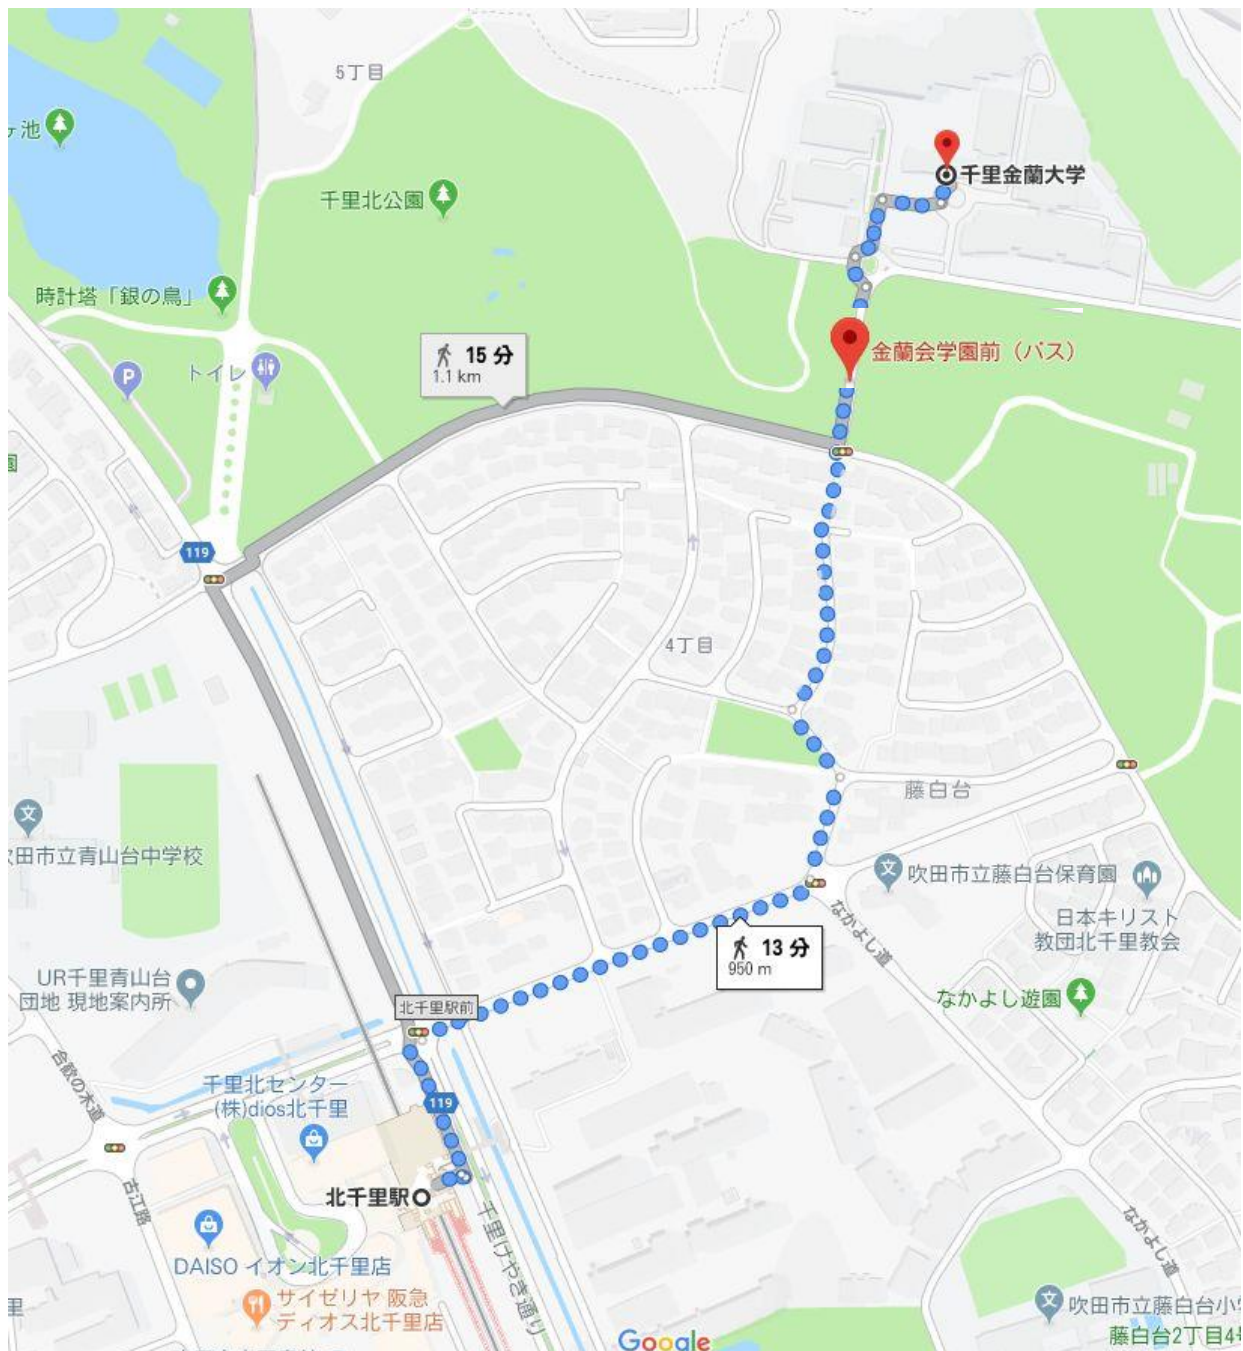 5丁目
ヶ池
千里金蘭大学
千里北公園
時計塔「銀の鳥」
15 分
1.1 km
金蘭会学園前（バス）
P
トイレ
園
119
4丁目
藤白台
文
吹田市立青山台中学校
文
吹田市立藤白台保育園
なかよし道
日本キリスト
教団北千里教会
13 分
950 m
UR千里青山台
団地 現地案内所
北千里駅前
なかよし遊園
合歓の木道
千里北センター
(株)dios北千里
119
北千里駅
古江路
千里けやき通り
なかよし道
DAISO イオン北千里店
サイゼリヤ 阪急
ディオス北千里店
里
文
吹田市立藤白台小
藤白台2丁目4
Google